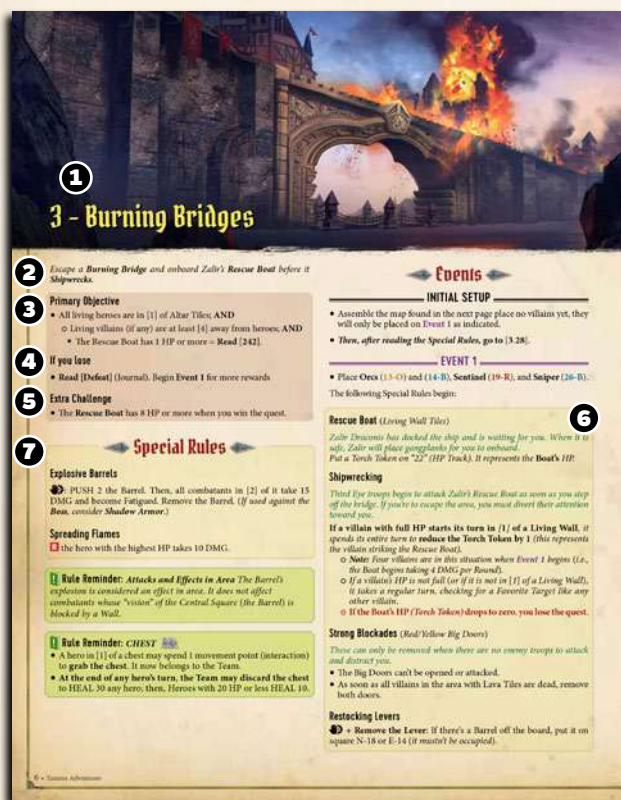 1
3 - Burning Bridges
2
Escape a Burning Bridge and onboard Zalir's Rescue Boat before it
Shipwrecks.
3
Primary Objective
• All living heroes are in [1] of Altar Tiles; AND
o Living villains (if any) are at least [4] away from heroes; AND
▪ The Rescue Boat has 1 HP or more = Read [242].
4
If you lose
• Read [Defeat] (Journal). Begin Event 1 for more rewards
5
Extra Challenge
• The Rescue Boat has 8 HP or more when you win the quest.
7
Special Rules
Explosive Barrels
: PUSH 2 the Barrel. Then, all combatants in [2] of it take 15
DMG and become Fatigued. Remove the Barrel. (If used against the
Boss, consider Shadow Armor.)
Spreading Flames
the hero with the highest HP takes 10 DMG.
Rule Reminder: Attacks and Effects in Area The Barrel's
explosion is considered an effect in area. It does not affect
combatants whose "vision" of the Central Square (the Barrel) is
blocked by a Wall.
Rule Reminder: CHEST
• A hero in [1] of a chest may spend 1 movement point (interaction)
to grab the chest. It now belongs to the Team.
• At the end of any hero's turn, the Team may discard the chest
to HEAL 30 any hero; then, Heroes with 20 HP or less HEAL 10.
Events
INITIAL SETUP
• Assemble the map found in the next page place no villains yet, they
will only be placed on Event 1 as indicated.
• Then, after reading the Special Rules, go to [3.28].
EVENT 1
• Place Orcs (13-O) and (14-B), Sentinel (19-R), and Sniper (26-B).
The following Special Rules begin:
6
Rescue Boat (Living Wall Tiles)
Zalir Draconis has docked the ship and is waiting for you. When it is
safe, Zalir will place gangplanks for you to onboard.
Put a Torch Token on "22" (HP Track). It represents the Boat's HP.
Shipwrecking
Third Eye troops begin to attack Zalir's Rescue Boat as soon as you step
off the bridge. If you're to escape the area, you must divert their attention
toward you.
If a villain with full HP starts its turn in [1] of a Living Wall, it
spends its entire turn to reduce the Torch Token by 1 (this represents
the villain striking the Rescue Boat).
o Note: Four villains are in this situation when Event 1 begins (i.e.,
the Boat begins taking 4 DMG per Round).
o If a villain's HP is not full (or if it is not in [1] of a Living Wall),
it takes a regular turn, checking for a Favorite Target like any
other villain.
o If the Boat's HP (Torch Token) drops to zero, you lose the quest.
Strong Blockades (Red/Yellow Big Doors)
These can only be removed when there are no enemy troops to attack
and distract you.
• The Big Doors can't be opened or attacked.
• As soon as all villains in the area with Lava Tiles are dead, remove
both doors.
Restocking Levers
+ Remove the Lever: If there's a Barrel off the board, put it on
square N-18 or E-14 (it mustn't be occupied).
6 •